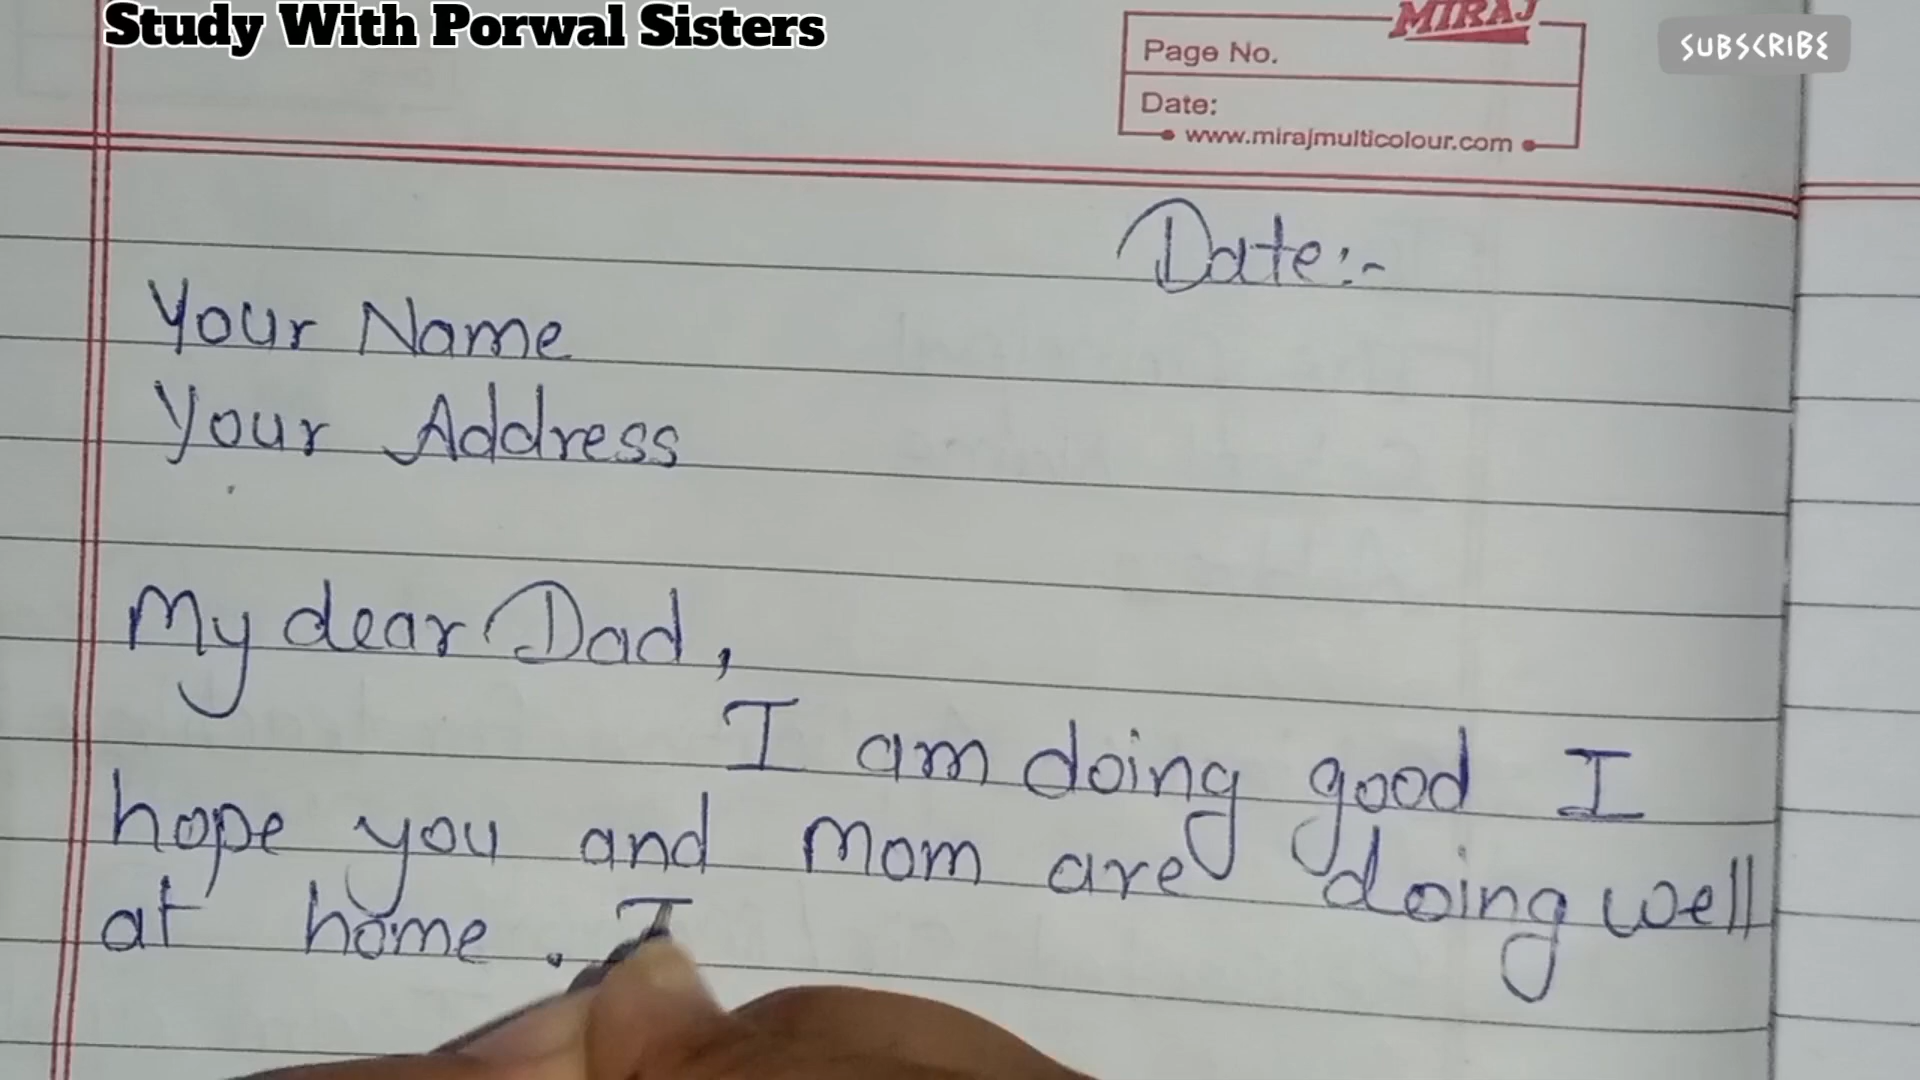 Study With Porwal Sisters
MIRAJ
SUBSCRIBE
Page No.
Date:
www.mirajmulticolour.com
Date:-
Your Name
Your Address
My dear Dad,
I am doing good I
hope you and mom are doing well
at home. I